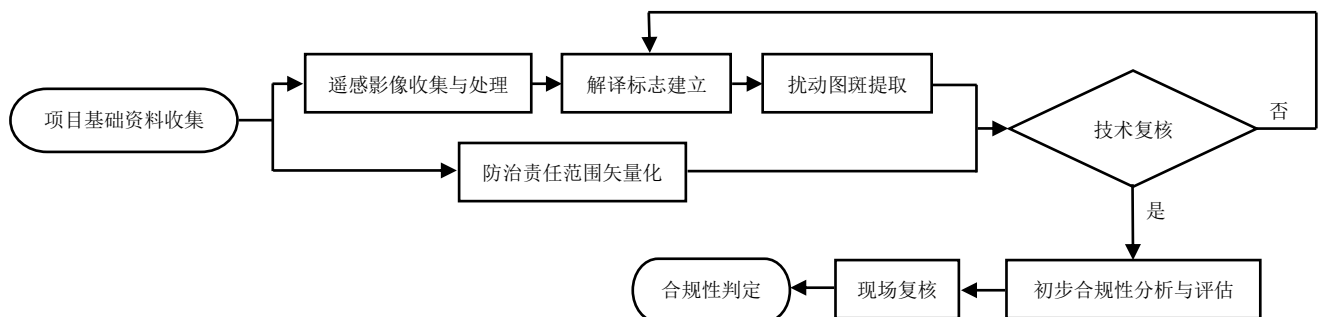 项目基础资料收集
遥感影像收集与处理
解译标志建立
扰动图斑提取
防治责任范围矢量化
技术复核
否
是
初步合规性分析与评估
现场复核
合规性判定